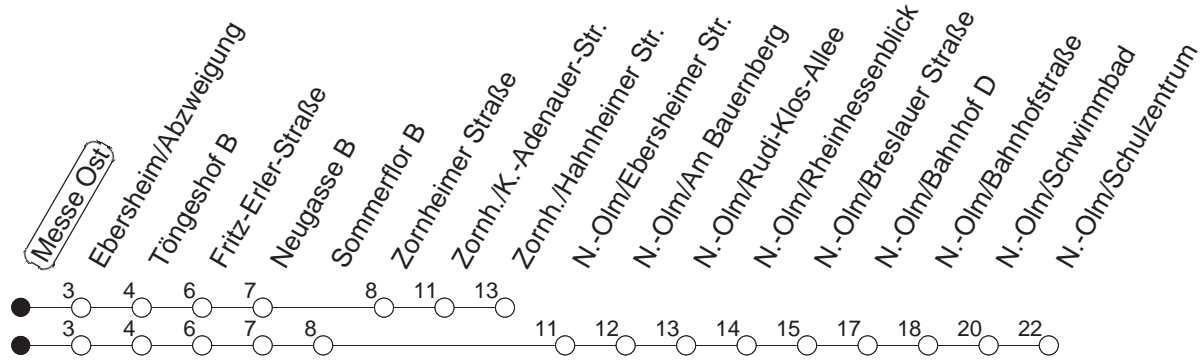 Messe Ost
Ebersheim/Abzweigung
Töngeshof B
Fritz-Erler-Straße
Neugasse B
Sommerflor B
Zornheimer Straße
Zornh./K.-Adenauer-Str.
Zornh./Hahnheimer Str.
N.-Olm/Ebersheimer Str.
N.-Olm/Am Bauernberg
N.-Olm/Rudi-Klos-Allee
N.-Olm/Rheinhessenblick
N.-Olm/Breslauer Straße
N.-Olm/Bahnhof D
N.-Olm/Bahnhofstraße
N.-Olm/Schwimmbad
N.-Olm/Schulzentrum
3 4 6 7 8 11 13
3 4 6 7 8 11 12 13 14 15 17 18 20 22